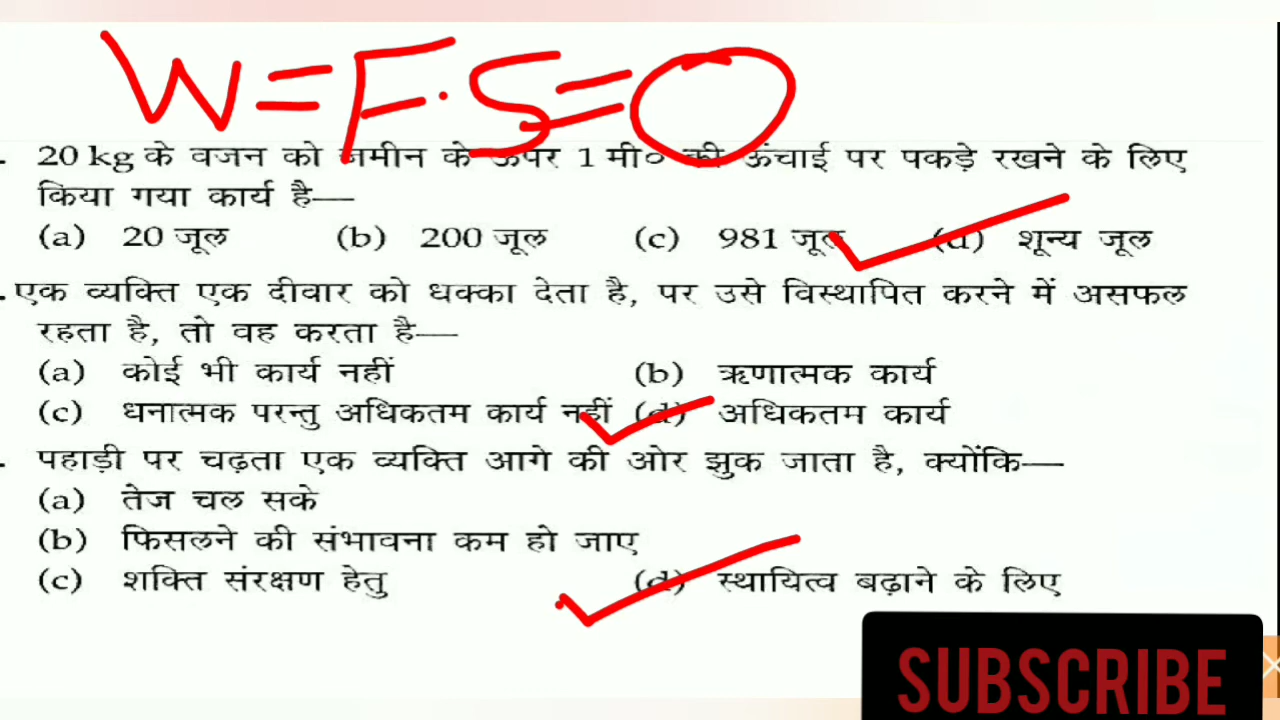 W = F.S = 0
20 kg के वजन को जमीन के ऊपर 1 मी० की ऊंचाई पर पकड़े रखने के लिए
किया गया कार्य है—
(a) 20 जूल (b) 200 जूल (c) 981 जूल (d) शून्य जूल
एक व्यक्ति एक दीवार को धक्का देता है, पर उसे विस्थापित करने में असफल
रहता है, तो वह करता है—
(a) कोई भी कार्य नहीं (b) ऋणात्मक कार्य
(c) धनात्मक परन्तु अधिकतम कार्य नहीं (d) अधिकतम कार्य
पहाड़ी पर चढ़ता एक व्यक्ति आगे की ओर झुक जाता है, क्योंकि—
(a) तेज चल सके
(b) फिसलने की संभावना कम हो जाए
(c) शक्ति संरक्षण हेतु (d) स्थायित्व बढ़ाने के लिए
SUBSCRIBE